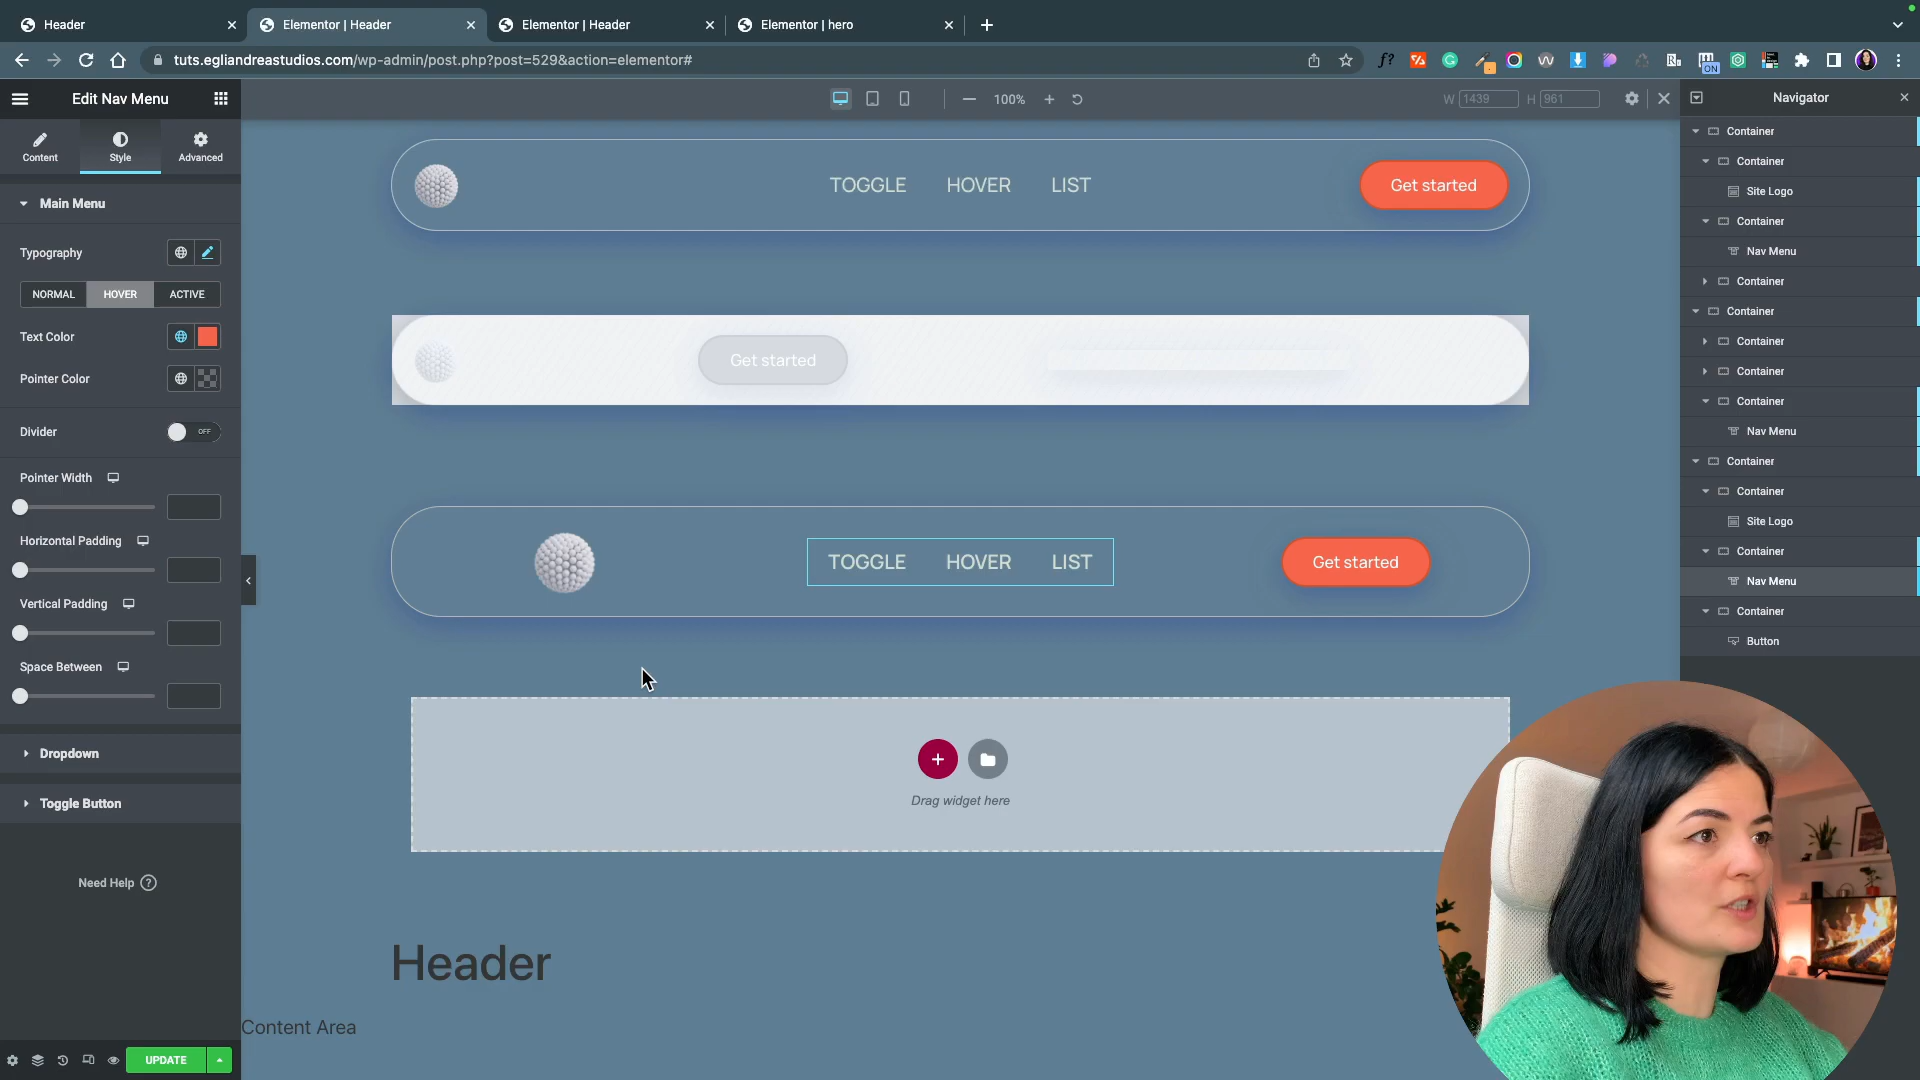 Header
Elementor | Header
Elementor | Header
Elementor | hero
tuts.egliandreastudios.com/wp-admin/post.php?post=529&action=elementor#
ON
Edit Nav Menu
100%
W 1439 H 961
Navigator
Content
Style
Advanced
Main Menu
Typography
NORMAL HOVER ACTIVE
Text Color
Pointer Color
Divider
OFF
Pointer Width
Horizontal Padding
Vertical Padding
Space Between
Dropdown
Toggle Button
Need Help ?
UPDATE
TOGGLE HOVER LIST
Get started
Get started
TOGGLE HOVER LIST
Get started
Drag widget here
Header
Content Area
Container
Container
Site Logo
Container
Nav Menu
Container
Container
Container
Container
Container
Nav Menu
Container
Container
Site Logo
Container
Nav Menu
Container
Button